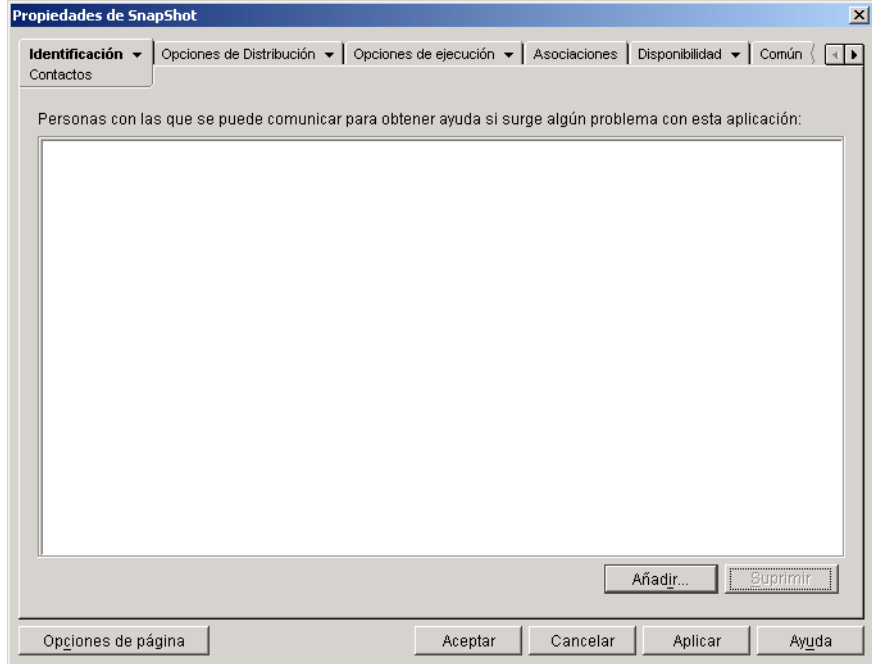 Propiedades de SnapShot
Identificación Opciones de Distribución Opciones de ejecución Asociaciones Disponibilidad Común
Contactos
Personas con las que se puede comunicar para obtener ayuda si surge algún problema con esta aplicación:
Añadir... Suprimir
Opciones de página Aceptar Cancelar Aplicar Ayuda